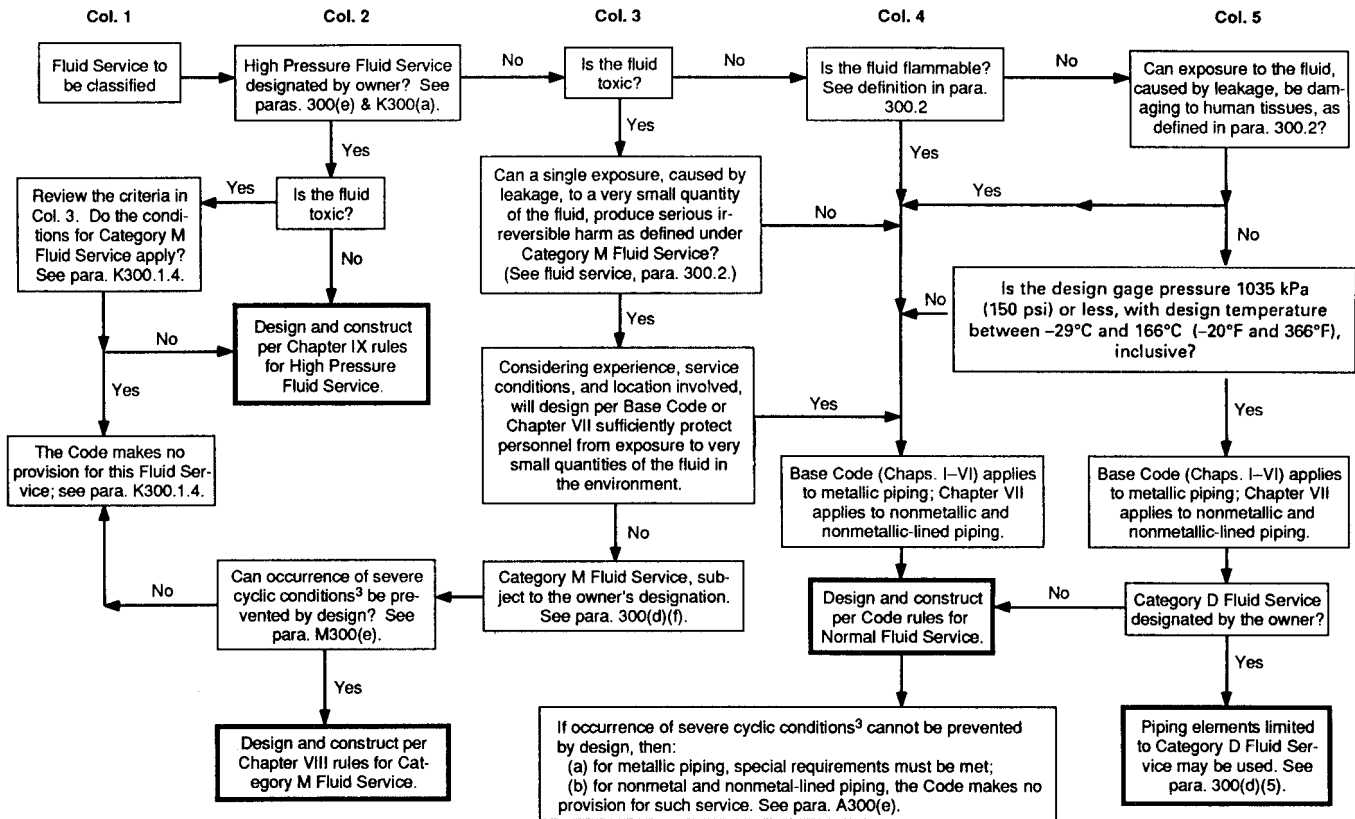 Col. 1
Col. 2
Col. 3
Col. 4
Col. 5
Fluid Service to
be classified
High Pressure Fluid Service
designated by owner? See
paras. 300(e) & K300(a).
No
Is the fluid
toxic?
No
Is the fluid flammable?
See definition in para.
300.2
No
Can exposure to the fluid,
caused by leakage, be dam-
aging to human tissues, as
defined in para. 300.2?
Yes
Yes
Yes
Review the criteria in
Col. 3. Do the condi-
tions for Category M
Fluid Service apply?
See para. K300.1.4.
Yes
Is the fluid
toxic?
Can a single exposure, caused by
leakage, to a very small quantity
of the fluid, produce serious ir-
reversible harm as defined under
Category M Fluid Service?
(See fluid service, para. 300.2.)
No
Yes
No
No
Is the design gage pressure 1035 kPa
(150 psi) or less, with design temperature
between –29°C and 166°C (–20°F and 366°F),
inclusive?
No
No
Design and construct
per Chapter IX rules
for High Pressure
Fluid Service.
Yes
Yes
Considering experience, service
conditions, and location involved,
will design per Base Code or
Chapter VII sufficiently protect
personnel from exposure to very
small quantities of the fluid in
the environment.
Yes
Yes
The Code makes no
provision for this Fluid Ser-
vice; see para. K300.1.4.
Base Code (Chaps. I–VI) applies
to metallic piping; Chapter VII
applies to nonmetallic and
nonmetallic-lined piping.
Base Code (Chaps. I–VI) applies
to metallic piping; Chapter VII
applies to nonmetallic and
nonmetallic-lined piping.
No
No
Can occurrence of severe
cyclic conditions³ be pre-
vented by design? See
para. M300(e).
Category M Fluid Service, sub-
ject to the owner's designation.
See para. 300(d)(f).
Design and construct
per Code rules for
Normal Fluid Service.
No
Category D Fluid Service
designated by the owner?
Yes
Yes
Design and construct per
Chapter VIII rules for Cat-
egory M Fluid Service.
If occurrence of severe cyclic conditions³ cannot be prevented
by design, then:
(a) for metallic piping, special requirements must be met;
(b) for nonmetal and nonmetal-lined piping, the Code makes no
provision for such service. See para. A300(e).
Piping elements limited
to Category D Fluid Ser-
vice may be used. See
para. 300(d)(5).